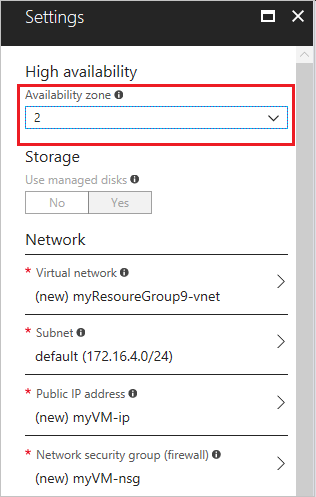 Settings
High availability
Availability zone
2
Storage
Use managed disks
No Yes
Network
* Virtual network
(new) myResoureGroup9-vnet
* Subnet
default (172.16.4.0/24)
* Public IP address
(new) myVM-ip
* Network security group (firewall)
(new) myVM-nsg